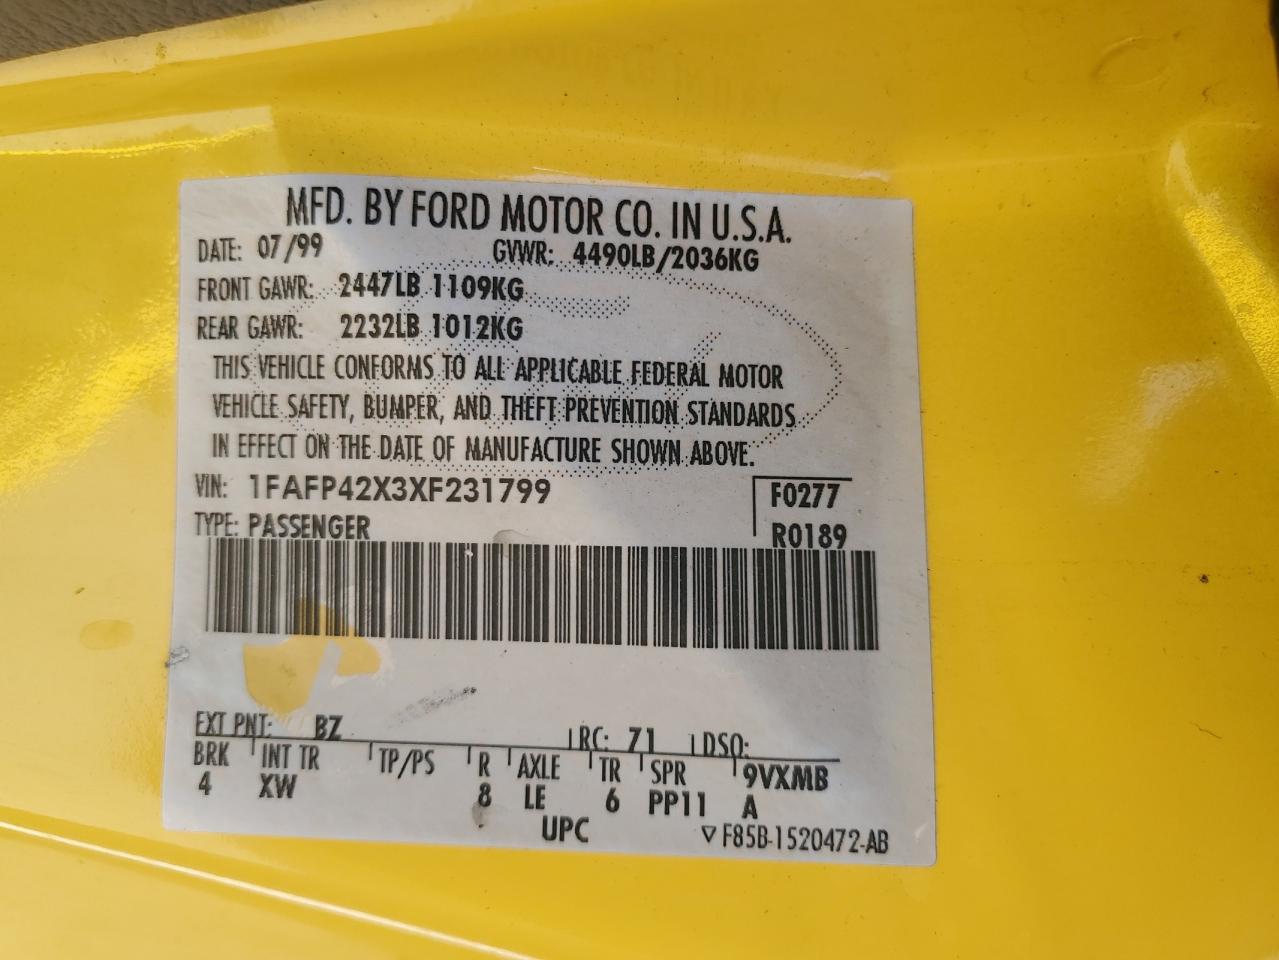 MFD. BY FORD MOTOR CO. IN U.S.A.
DATE: 07/99 GVWR: 4490LB/2036KG
FRONT GAWR: 2447LB 1109KG
REAR GAWR: 2232LB 1012KG
THIS VEHICLE CONFORMS TO ALL APPLICABLE FEDERAL MOTOR
VEHICLE SAFETY, BUMPER, AND THEFT PREVENTION STANDARDS
IN EFFECT ON THE DATE OF MANUFACTURE SHOWN ABOVE.
VIN: 1FAFP42X3XF231799 F0277
TYPE: PASSENGER R0189
EXT PNT: BZ RC: 71 DSO:
BRK INT TR TP/PS R AXLE TR SPR 9VXMB
4 XW 8 LE 6 PP11 A
UPC ▽F85B-1520472-AB